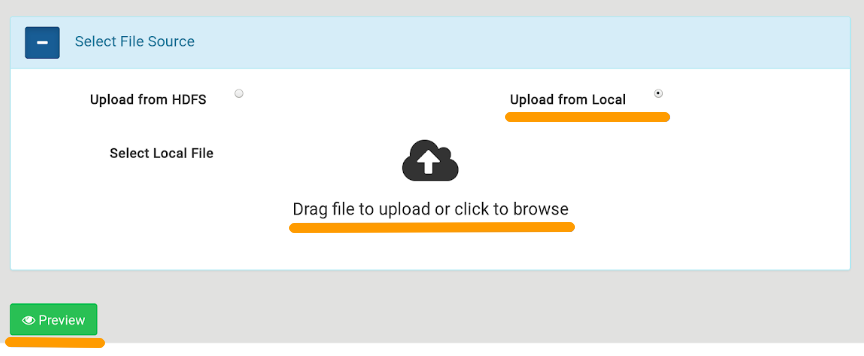 Select File Source
Upload from HDFS
Upload from Local
Select Local File
Drag file to upload or click to browse
Preview